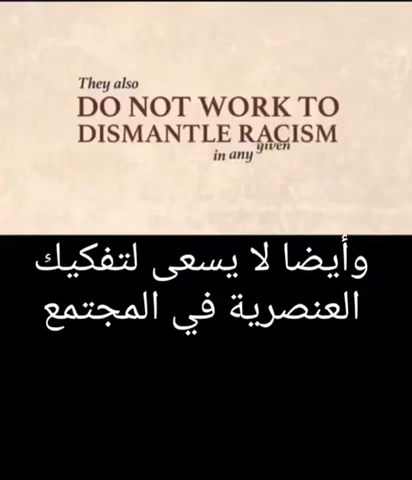 They also
DO NOT WORK TO
DISMANTLE RACISM
in any given
وأيضا لا يسعى لتفكيك
العنصرية في المجتمع